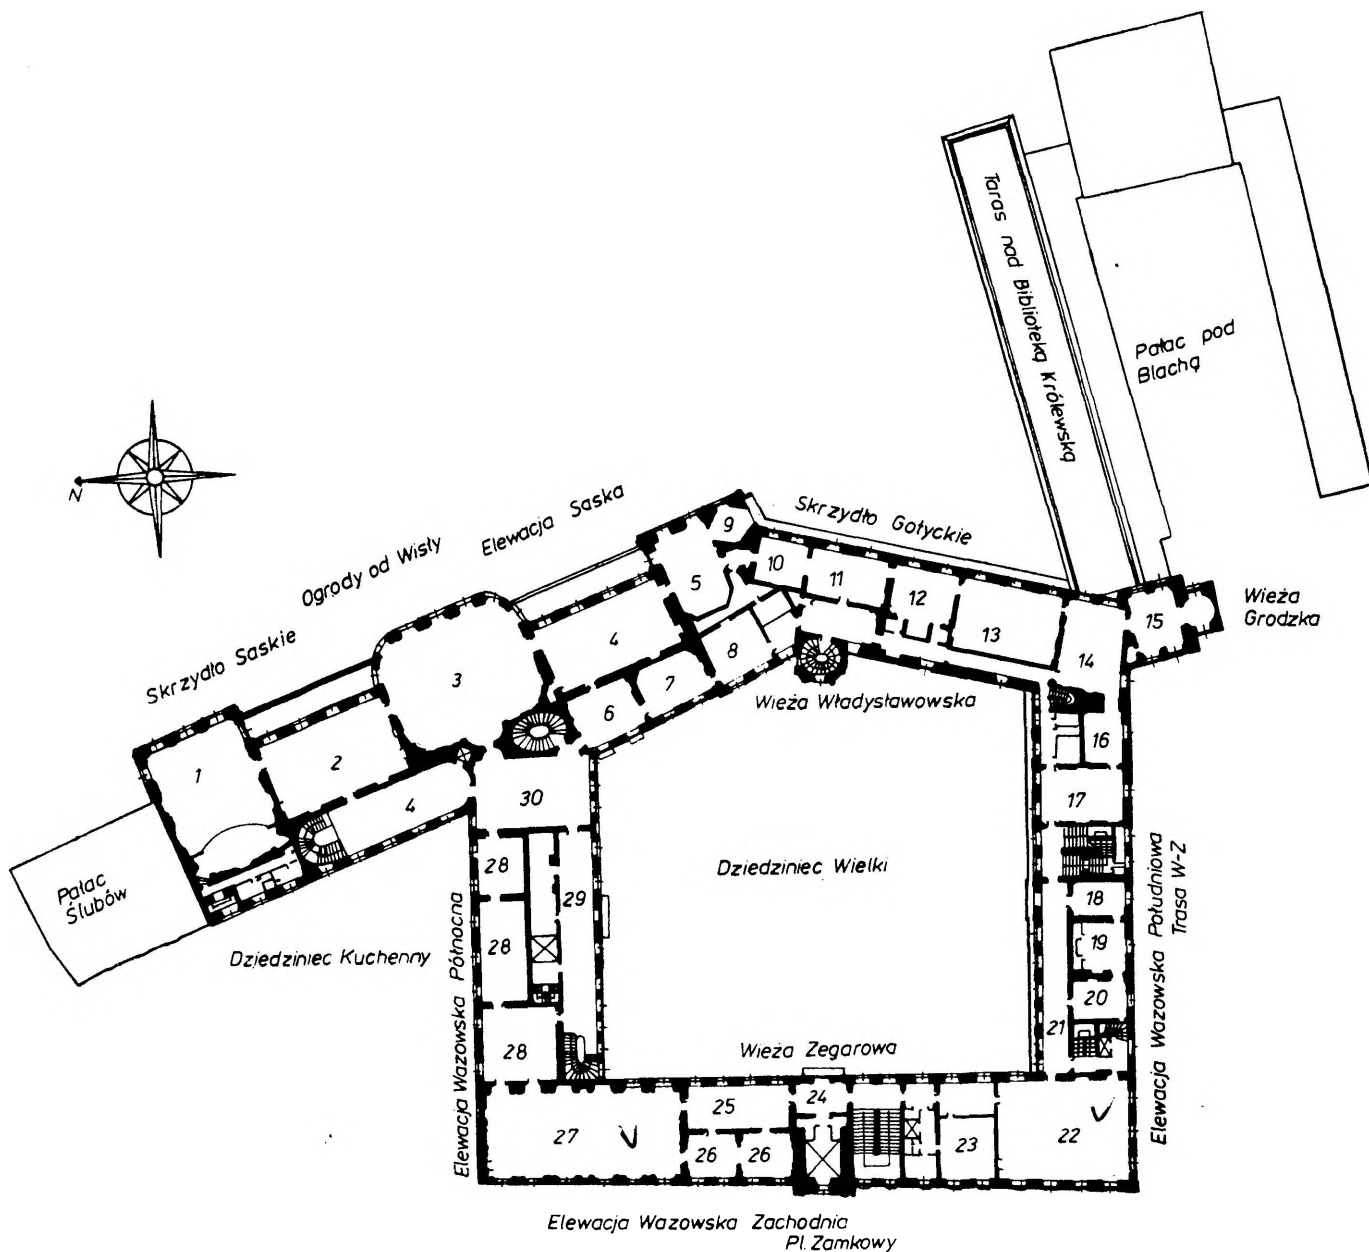 Taras nad Biblioteką Królewską
Pałac pod
Blachą
N
Ogrody od Wisły
Elewacja Saska
Skrzydło Gotyckie
Skrzydło Saskie
Wieża
Grodzka
9
10
11
12
13
14
15
5
4
3
8
7
6
Wieża Władysławowska
2
1
4
30
16
17
Pałac
Ślubów
Dziedziniec Kuchenny
Elewacja Wazowska Północna
28
29
28
28
Dziedziniec Wielki
18
19
20
21
Elewacja Wazowska Południowa
Trasa W-Z
Wieża Zegarowa
27
25
26
26
24
23
22
Elewacja Wazowska Zachodnia
Pl. Zamkowy